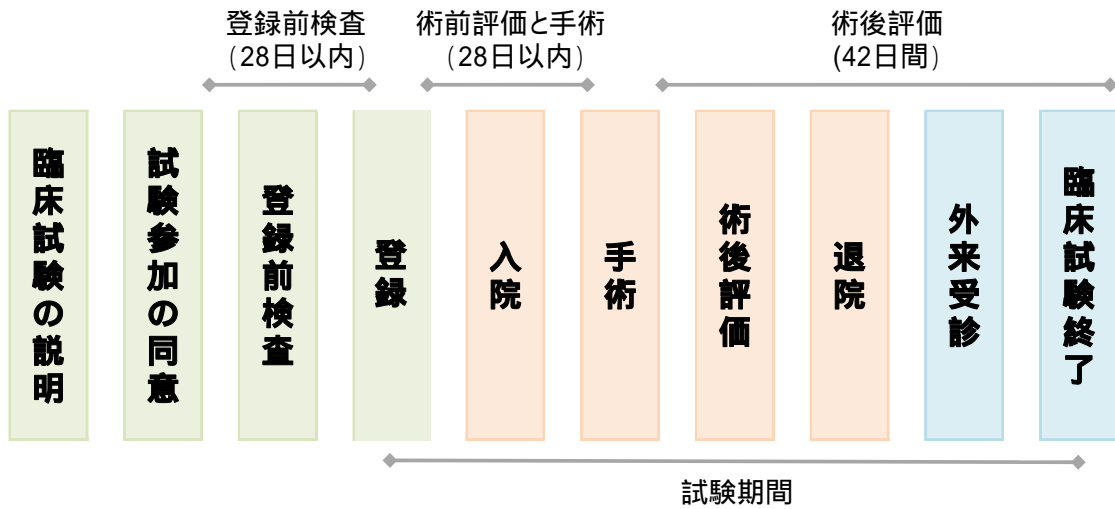 登録前検査
(28日以内)
術前評価と手術
(28日以内)
術後評価
(42日間)
臨床試験の説明
試験参加の同意
登録前検査
登録
入院
手術
術後評価
退院
外来受診
臨床試験終了
試験期間